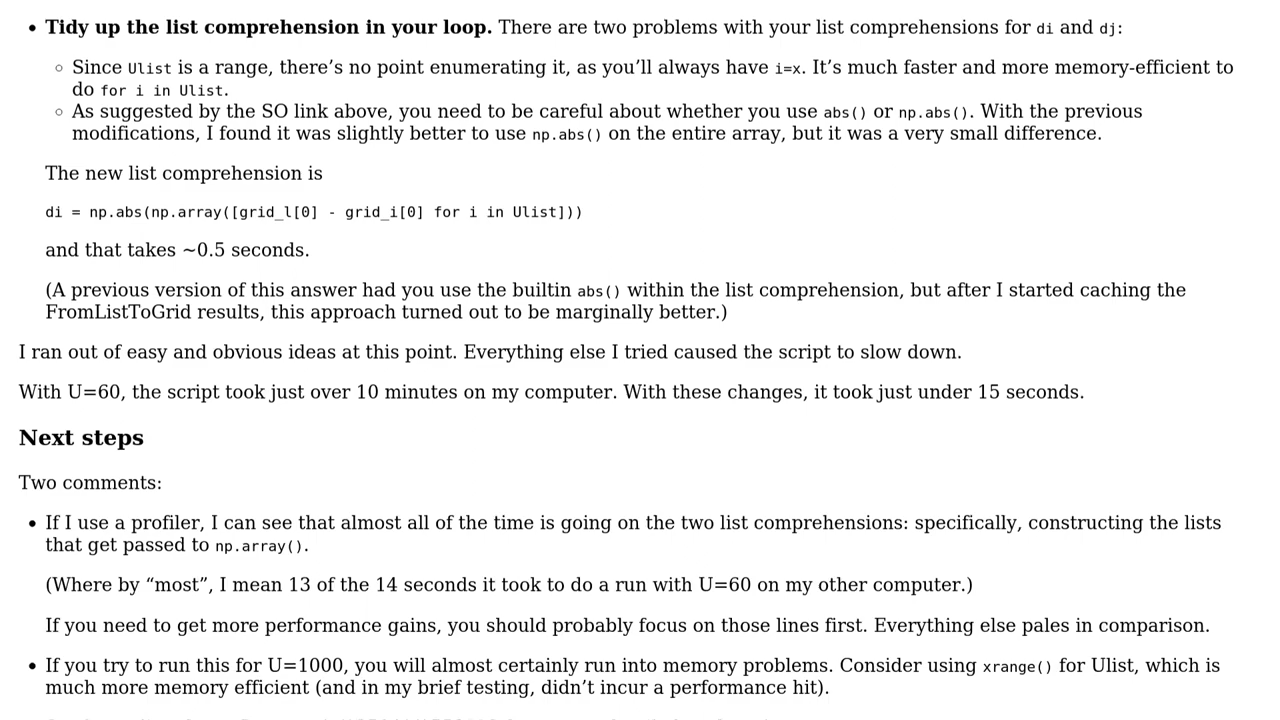 • Tidy up the list comprehension in your loop. There are two problems with your list comprehensions for di and dj:
◦ Since Ulist is a range, there’s no point enumerating it, as you’ll always have i=x. It’s much faster and more memory-efficient to
do for i in Ulist.
◦ As suggested by the SO link above, you need to be careful about whether you use abs() or np.abs(). With the previous
modifications, I found it was slightly better to use np.abs() on the entire array, but it was a very small difference.
The new list comprehension is
di = np.abs(np.array([grid_l[0] - grid_i[0] for i in Ulist]))
and that takes ~0.5 seconds.
(A previous version of this answer had you use the builtin abs() within the list comprehension, but after I started caching the
FromListToGrid results, this approach turned out to be marginally better.)
I ran out of easy and obvious ideas at this point. Everything else I tried caused the script to slow down.
With U=60, the script took just over 10 minutes on my computer. With these changes, it took just under 15 seconds.
Next steps
Two comments:
• If I use a profiler, I can see that almost all of the time is going on the two list comprehensions: specifically, constructing the lists
that get passed to np.array().
(Where by “most”, I mean 13 of the 14 seconds it took to do a run with U=60 on my other computer.)
If you need to get more performance gains, you should probably focus on those lines first. Everything else pales in comparison.
• If you try to run this for U=1000, you will almost certainly run into memory problems. Consider using xrange() for Ulist, which is
much more memory efficient (and in my brief testing, didn’t incur a performance hit).